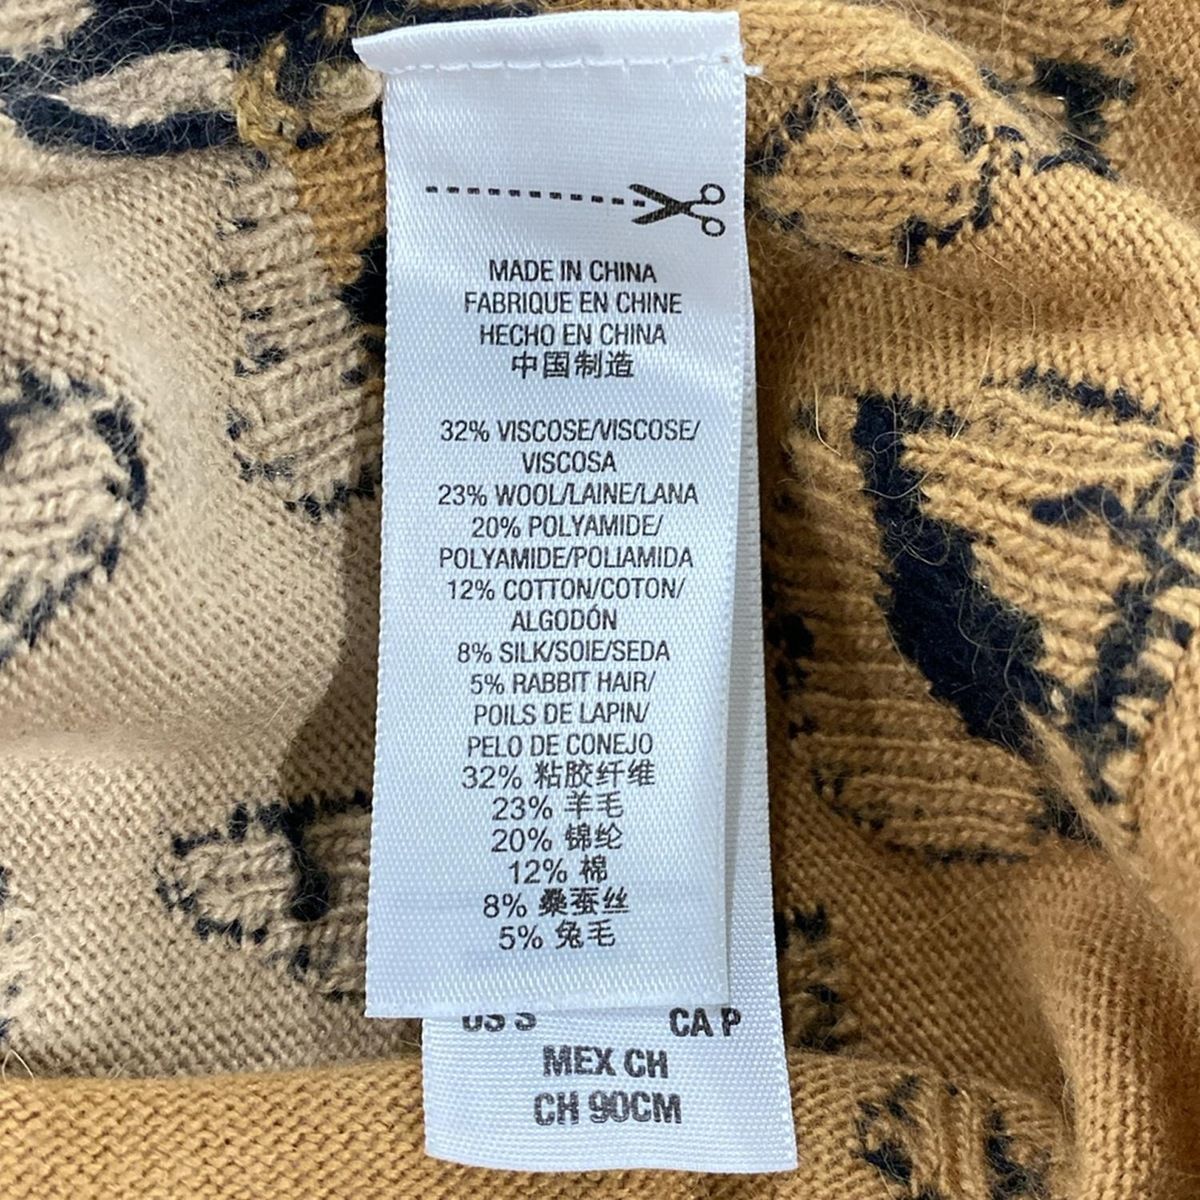 MADE IN CHINA
FABRIQUE EN CHINE
HECHO EN CHINA
中国制造
32% VISCOSE/VISCOSE/
VISCOSA
23% WOOL/LAINE/LANA
20% POLYAMIDE/
POLYAMIDE/POLIAMIDA
12% COTTON/COTON/
ALGODÓN
8% SILK/SOIE/SEDA
5% RABBIT HAIR/
POILS DE LAPIN/
PELO DE CONEJO
32% 粘胶纤维
23% 羊毛
20% 锦纶
12% 棉
8% 桑蚕丝
5% 兔毛
US S CA P
MEX CH
CH 90CM